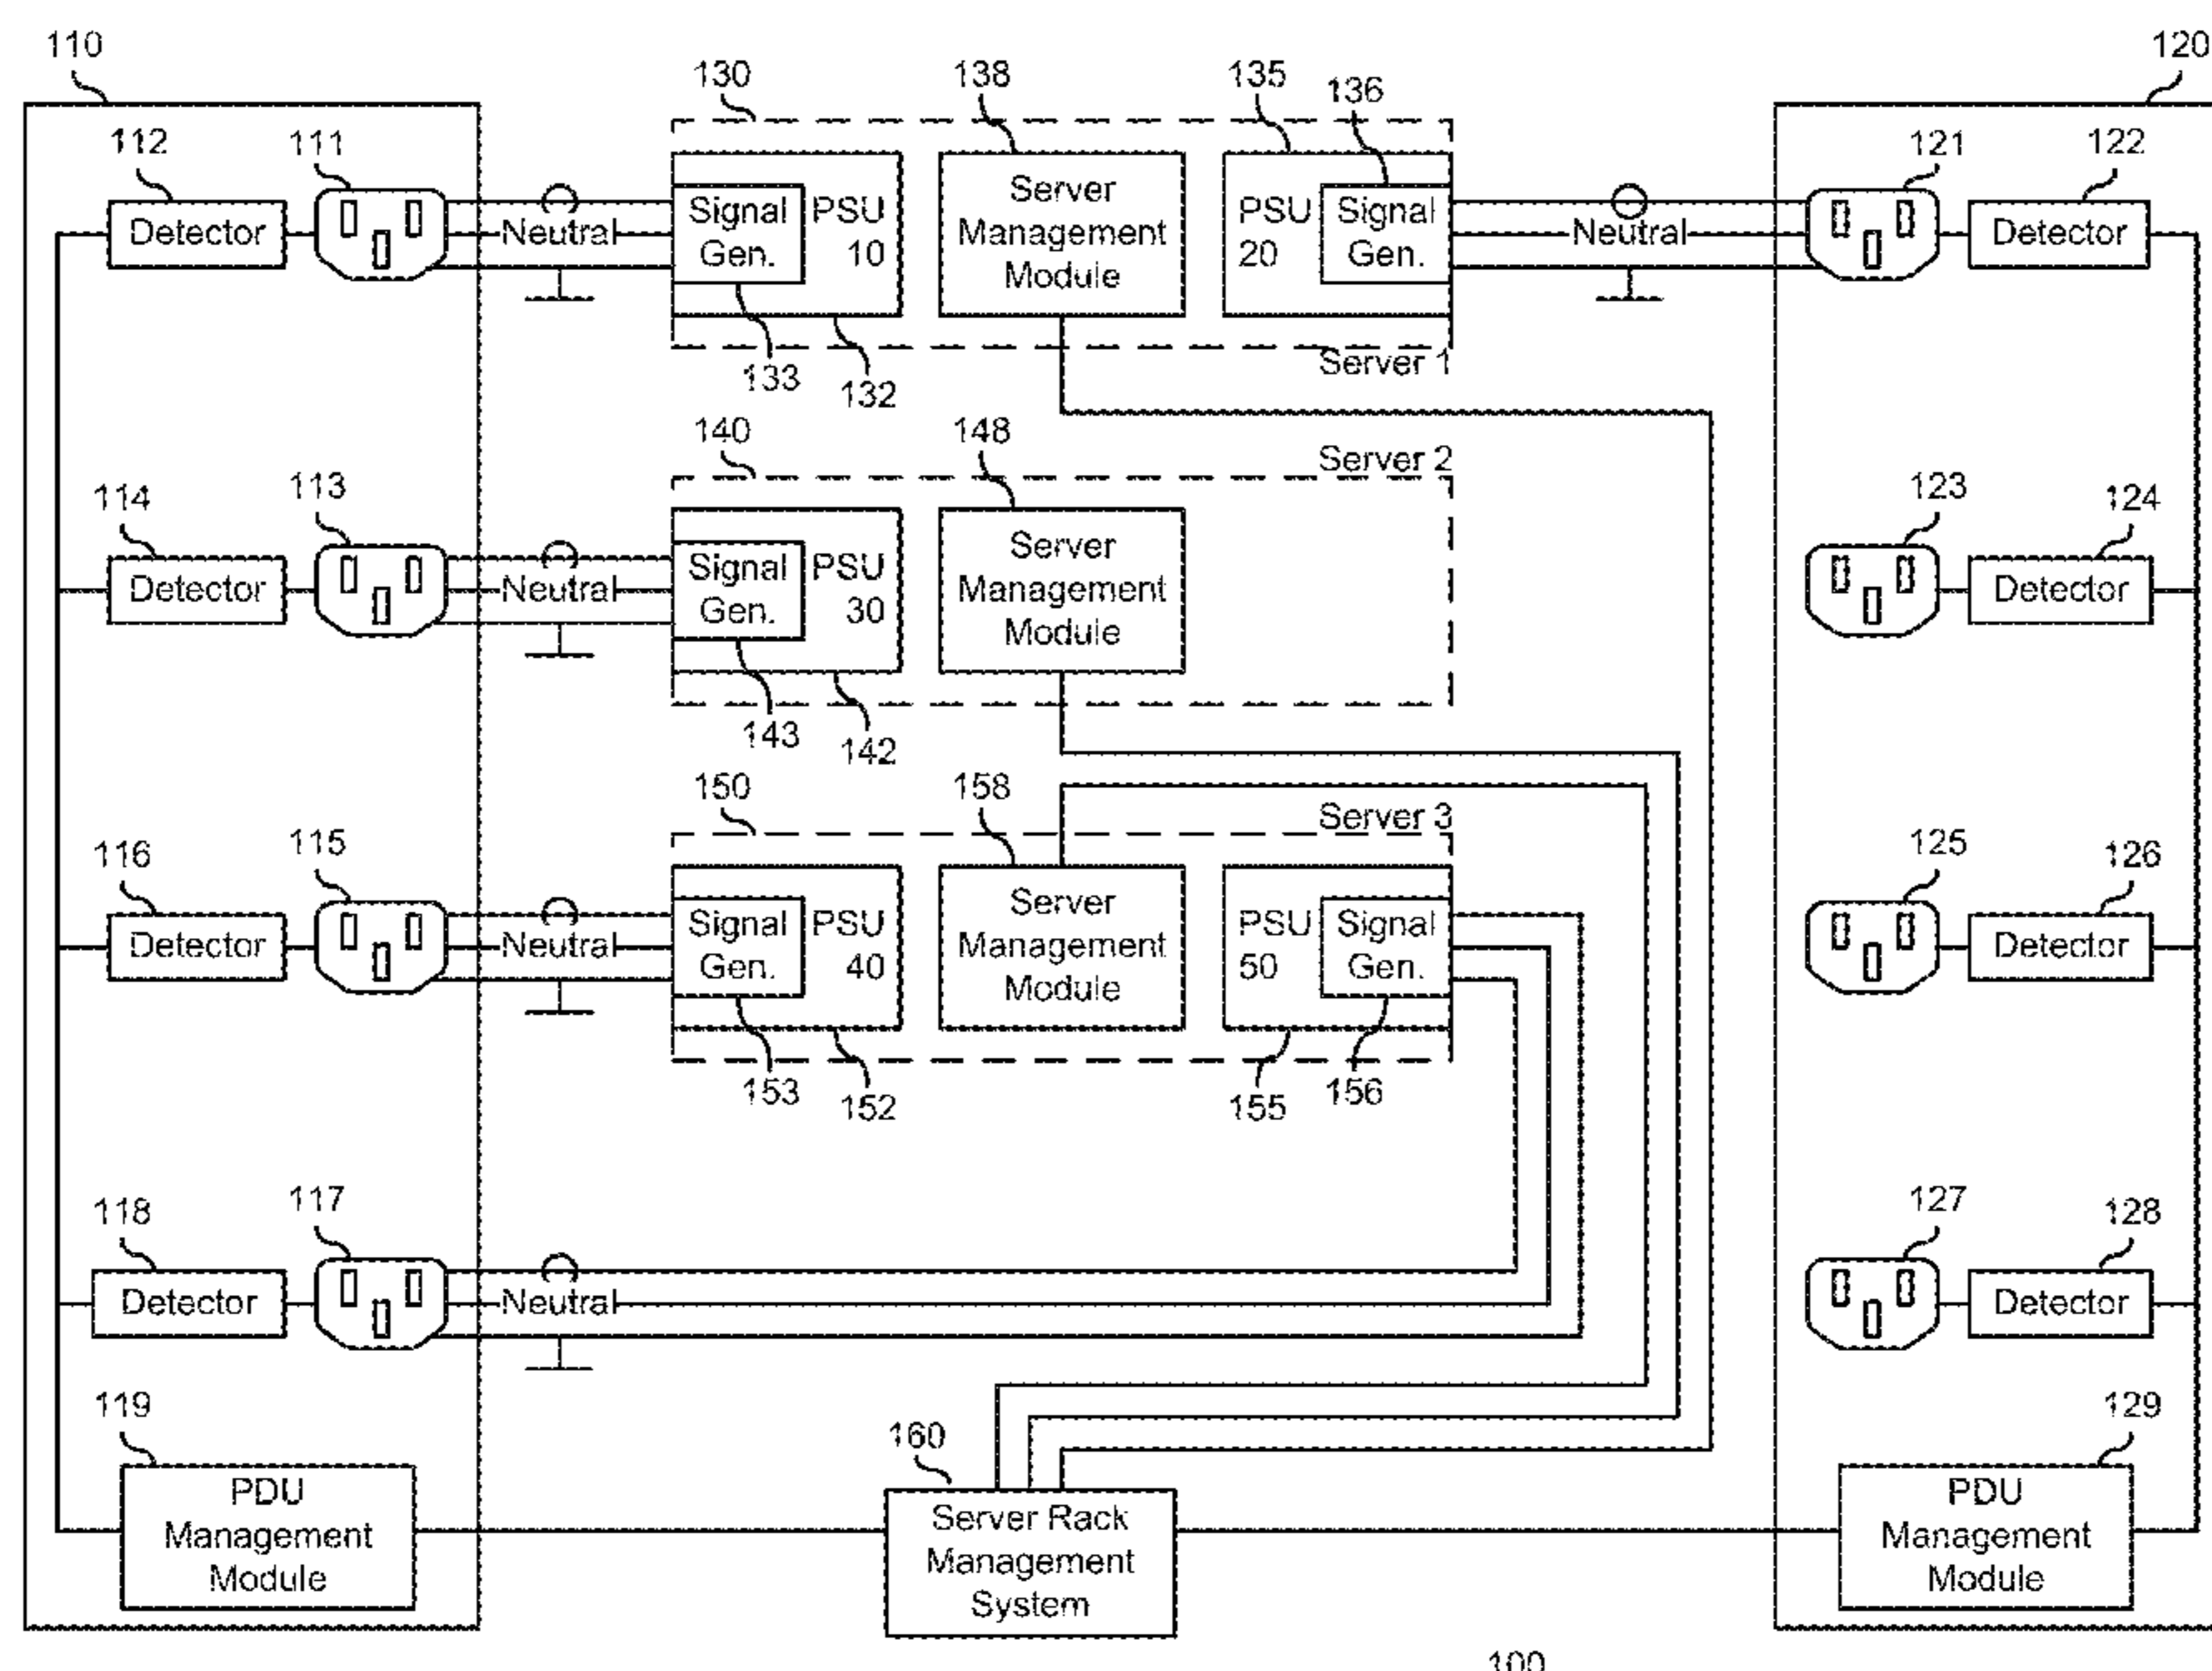 110
120
130
138
135
136
112
111
121
122
Detector
Neutral
Signal
Gen.
PSU
10
Server
Management
Module
PSU
20
Signal
Gen.
Neutral
Detector
133
132
Server 1
140
148
Server 2
114
113
123
124
Detector
Neutral
Signal
Gen.
PSU
30
Server
Management
Module
Detector
143
142
150
158
Server 3
116
115
125
126
Detector
Neutral
Signal
Gen.
PSU
40
Server
Management
Module
PSU
50
Signal
Gen.
Detector
153
152
155
156
118
117
127
128
Detector
Neutral
Detector
119
160
129
PDU
Management
Module
Server Rack
Management
System
PDU
Management
Module
100